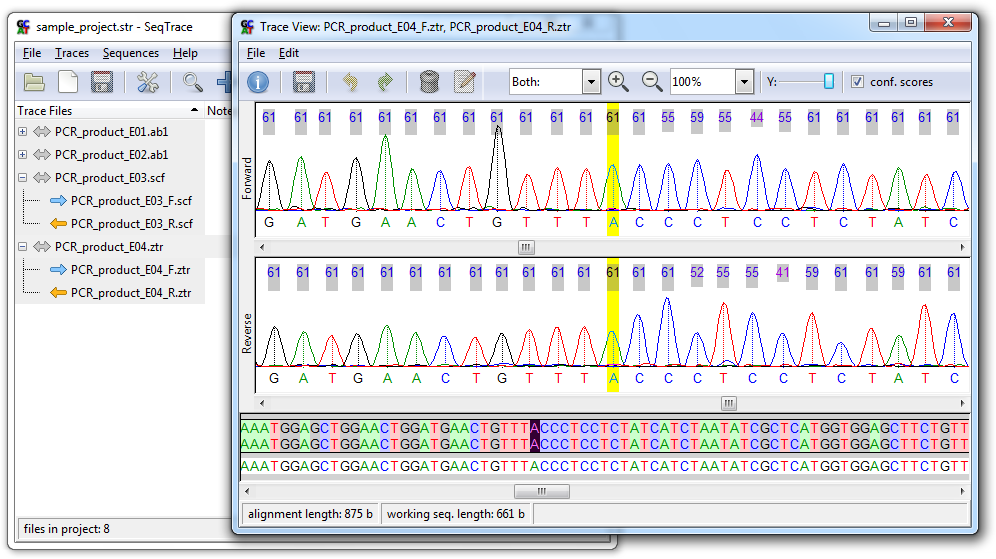 sample_project.str - SeqTrace
File Traces Sequences Help
Trace Files Note
PCR_product_E01.ab1
PCR_product_E02.ab1
PCR_product_E03.scf
PCR_product_E03_F.scf
PCR_product_E03_R.scf
PCR_product_E04.ztr
PCR_product_E04_F.ztr
PCR_product_E04_R.ztr
files in project: 8
Trace View: PCR_product_E04_F.ztr, PCR_product_E04_R.ztr
File Edit
Both: 100% Y: conf. scores
Forward
61 61 61 61 61 61 61 61 61 61 61 61 61 61 55 59 55 44 55 61 61 61 61 61 61
G A T G A A C T G T T T A C C C T C C T C T A T C
Reverse
61 61 61 61 61 61 61 61 61 61 61 61 61 61 61 52 55 55 41 59 61 61 59 61 61
G A T G A A C T G T T T A C C C T C C T C T A T C
AAATGGAGCTGGAACTGGATGAACTGTTTACCCTCCTCTATCATCTAATATCGCTCATGGTGGAGCTTCTGTT
AAATGGAGCTGGAACTGGATGAACTGTTTACCCTCCTCTATCATCTAATATCGCTCATGGTGGAGCTTCTGTT
AAATGGAGCTGGAACTGGATGAACTGTTTACCCTCCTCTATCATCTAATATCGCTCATGGTGGAGCTTCTGTT
alignment length: 875 b working seq. length: 661 b